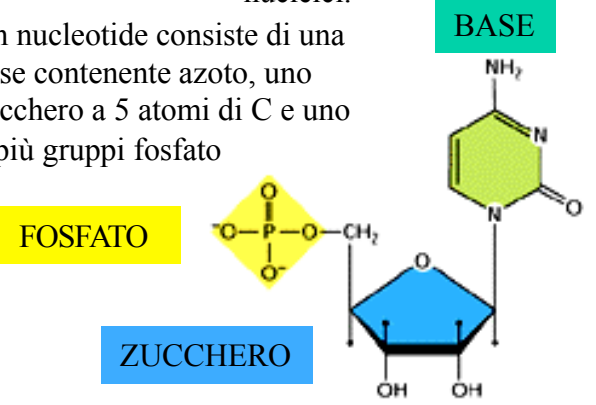 nucleici.
n nucleotide consiste di una
se contenente azoto, uno
cchero a 5 atomi di C e uno
più gruppi fosfato
BASE
NH₂
N
N
O
FOSFATO
O
⁻O–P–O–CH₂
O⁻
O
ZUCCHERO
OH OH